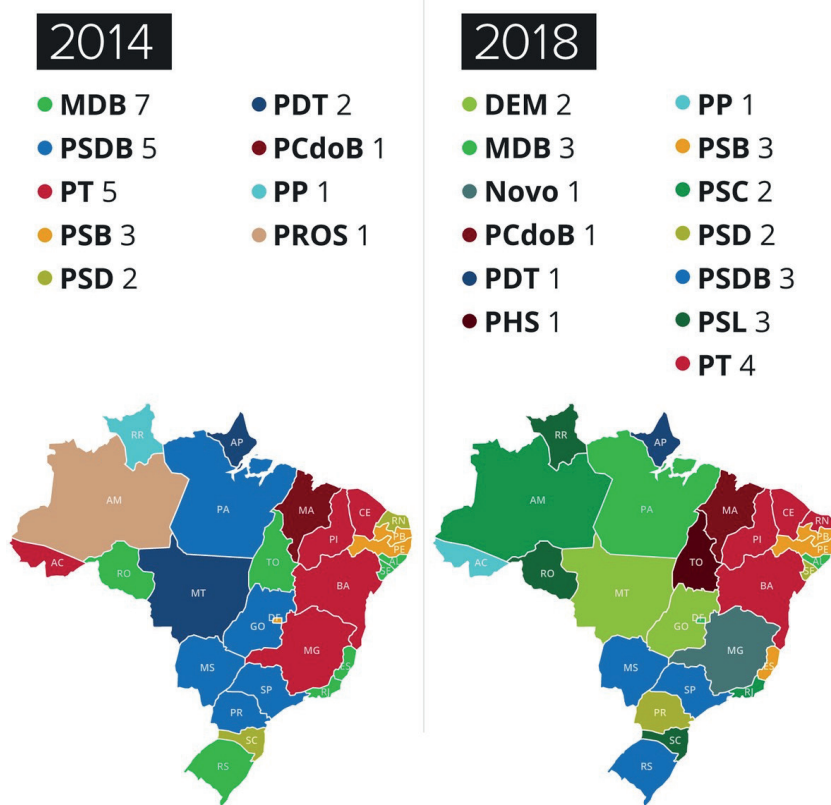 2014
MDB 7
PSDB 5
PT 5
PSB 3
PSD 2
PDT 2
PCdoB 1
PP 1
PROS 1
RR
AP
AM
PA
MA
CE
RN
PB
PE
AL
SE
PI
AC
RO
TO
MT
BA
DF
GO
MG
ES
MS
SP
RJ
PR
SC
RS
2018
DEM 2
MDB 3
Novo 1
PCdoB 1
PDT 1
PHS 1
PP 1
PSB 3
PSC 2
PSD 2
PSDB 3
PSL 3
PT 4
RR
AP
AM
PA
MA
CE
RN
PB
PE
AL
SE
PI
AC
RO
TO
MT
BA
DF
GO
MG
ES
MS
SP
RJ
PR
SC
RS